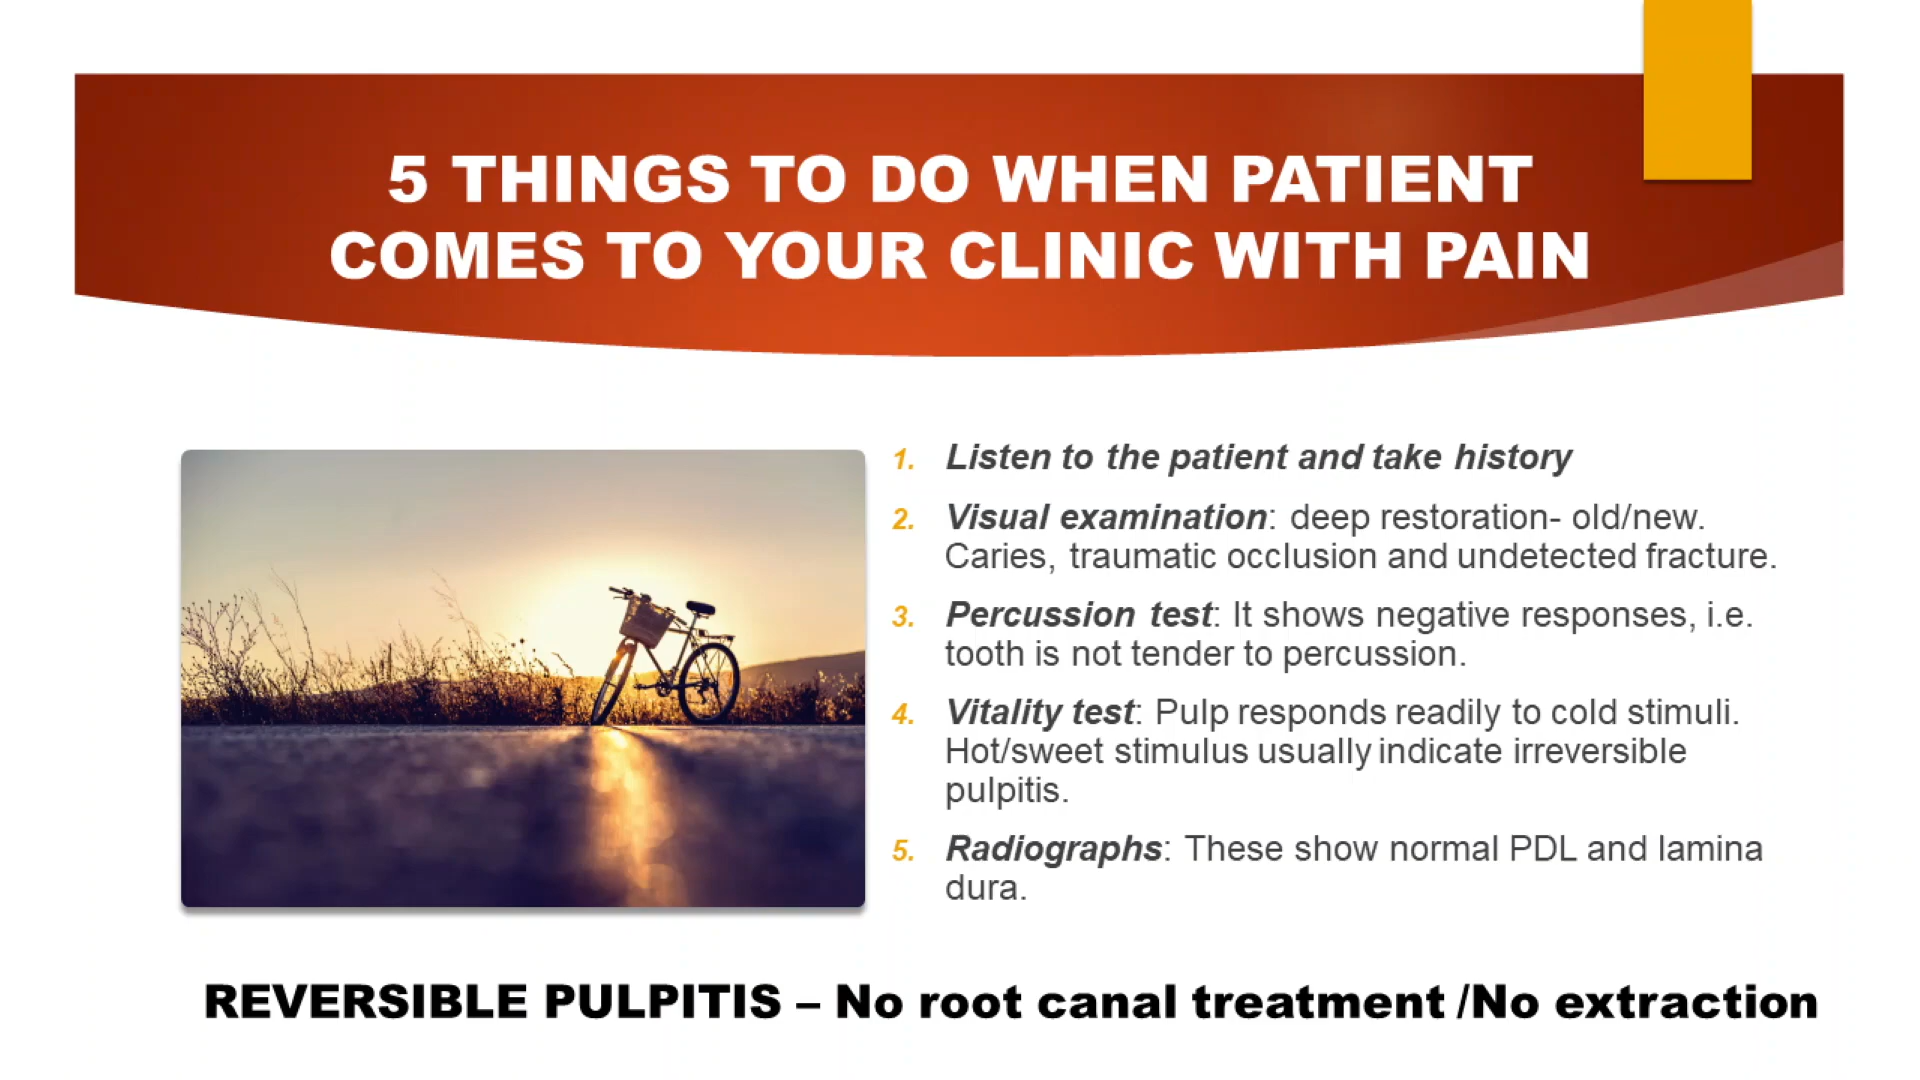 5 THINGS TO DO WHEN PATIENT
COMES TO YOUR CLINIC WITH PAIN
1. Listen to the patient and take history
2. Visual examination: deep restoration- old/new.
Caries, traumatic occlusion and undetected fracture.
3. Percussion test: It shows negative responses, i.e.
tooth is not tender to percussion.
4. Vitality test: Pulp responds readily to cold stimuli.
Hot/sweet stimulus usually indicate irreversible
pulpitis.
5. Radiographs: These show normal PDL and lamina
dura.
REVERSIBLE PULPITIS – No root canal treatment /No extraction